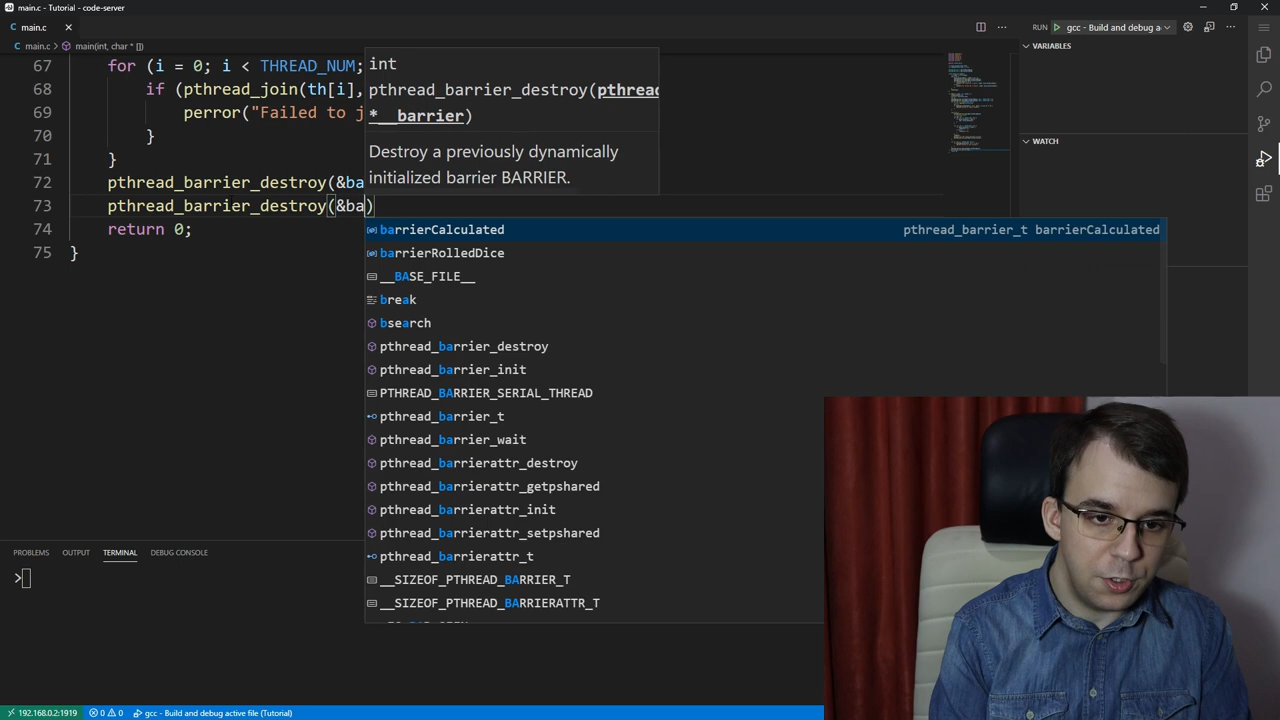 main.c - Tutorial - code-server
main.c
RUN gcc - Build and debug a
main.c > main(int, char * [])
VARIABLES
WATCH
67 for (i = 0; i < THREAD_NUM;
68 if (pthread_join(th[i],
69 perror("Failed to j
70 }
71 }
72 pthread_barrier_destroy(&ba
73 pthread_barrier_destroy(&ba)
74 return 0;
75 }
int
pthread_barrier_destroy(pthread
*__barrier)
Destroy a previously dynamically
initialized barrier BARRIER.
barrierCalculated pthread_barrier_t barrierCalculated
barrierRolledDice
__BASE_FILE__
break
bsearch
pthread_barrier_destroy
pthread_barrier_init
PTHREAD_BARRIER_SERIAL_THREAD
pthread_barrier_t
pthread_barrier_wait
pthread_barrierattr_destroy
pthread_barrierattr_getpshared
pthread_barrierattr_init
pthread_barrierattr_setpshared
pthread_barrierattr_t
__SIZEOF_PTHREAD_BARRIER_T
__SIZEOF_PTHREAD_BARRIERATTR_T
PROBLEMS OUTPUT TERMINAL DEBUG CONSOLE
>
192.168.0.2:1919 0 0 gcc - Build and debug active file (Tutorial)